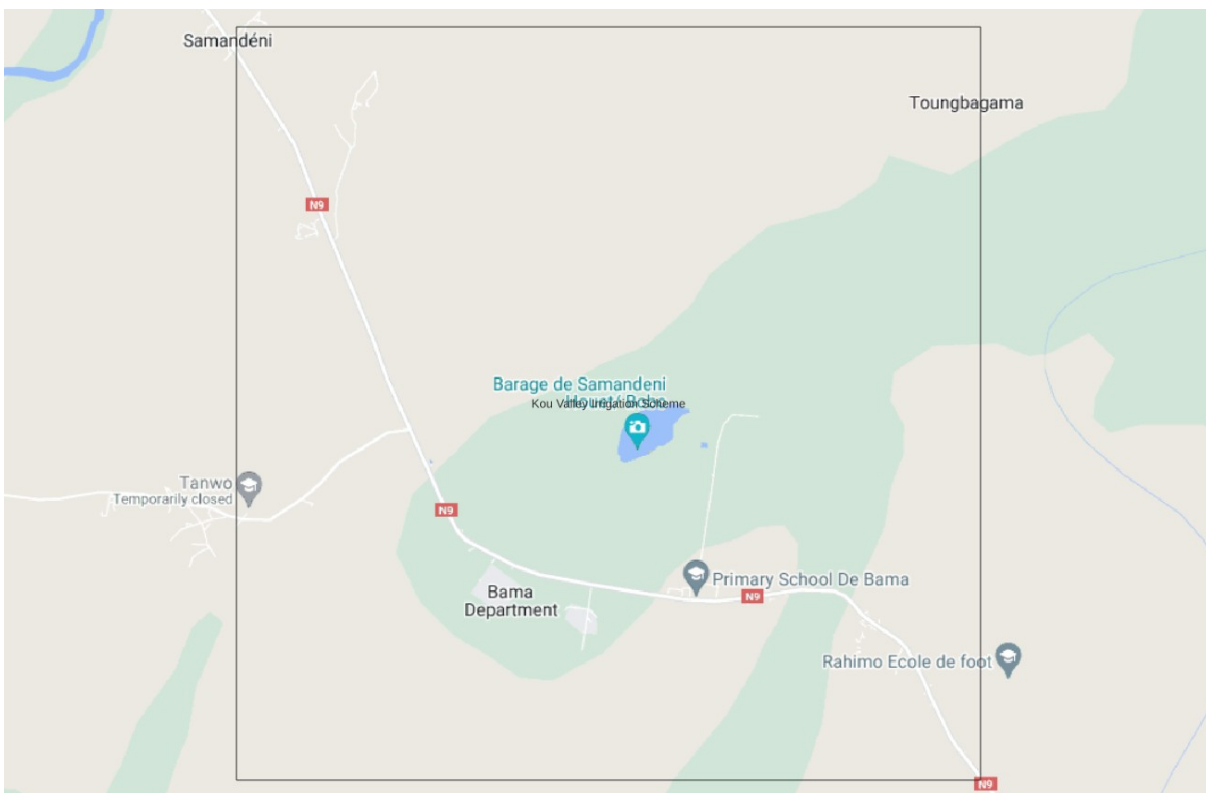 Samandéni
Toungbagama
N9
Barage de Samandeni
Kou Valley Irrigation Scheme
Tanwo
Temporarily closed
N9
Primary School De Bama
Bama
Department
N9
Rahimo Ecole de foot
N9